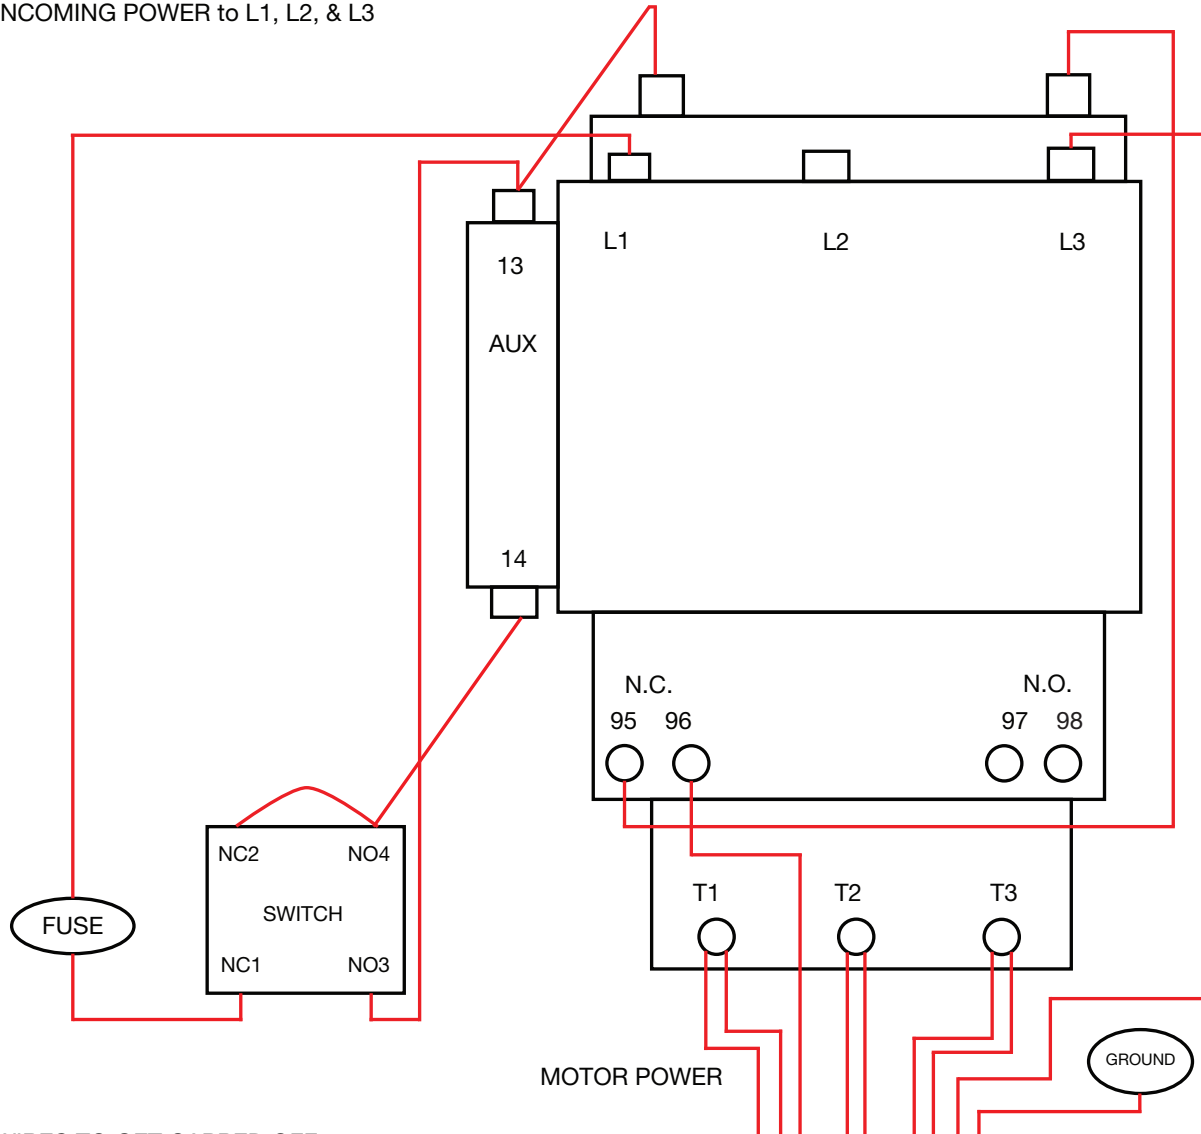 NCOMING POWER to L1, L2, & L3
L1
L2
L3
13
AUX
14
N.C.
N.O.
95
96
97
98
NC2
NO4
SWITCH
NC1
NO3
FUSE
T1
T2
T3
MOTOR POWER
GROUND